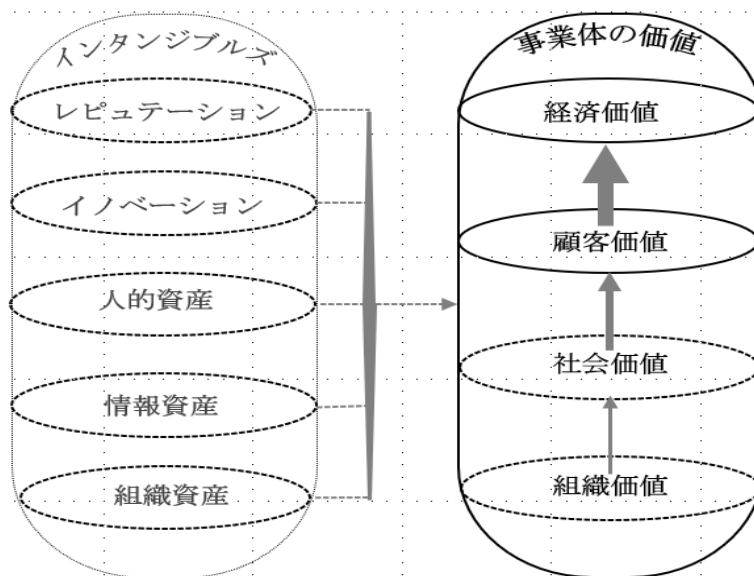 インタンジブルズ
レピュテーション
イノベーション
人的資産
情報資産
組織資産
事業体の価値
経済価値
顧客価値
社会価値
組織価値